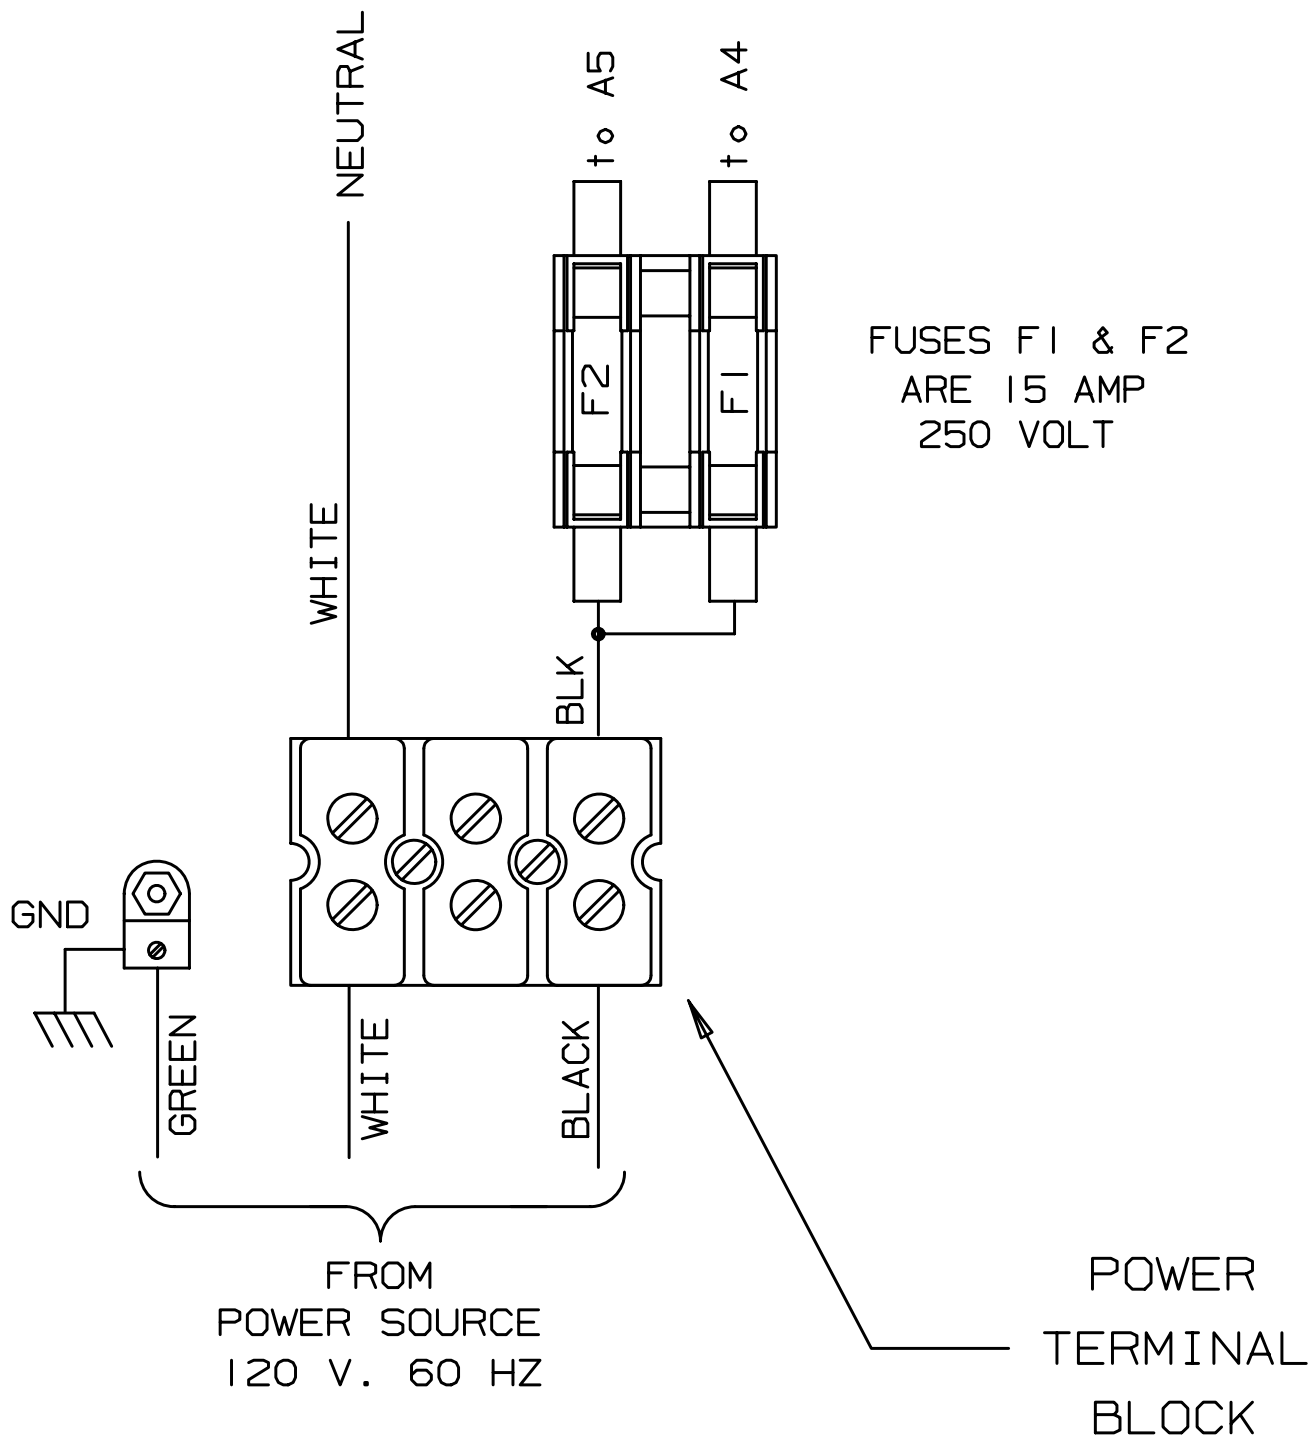 NEUTRAL
to A5
to A4
FUSES F1 & F2
ARE 15 AMP
250 VOLT
F2
F1
WHITE
BLK
GND
GREEN
WHITE
BLACK
FROM
POWER SOURCE
120 V. 60 HZ
POWER
TERMINAL
BLOCK